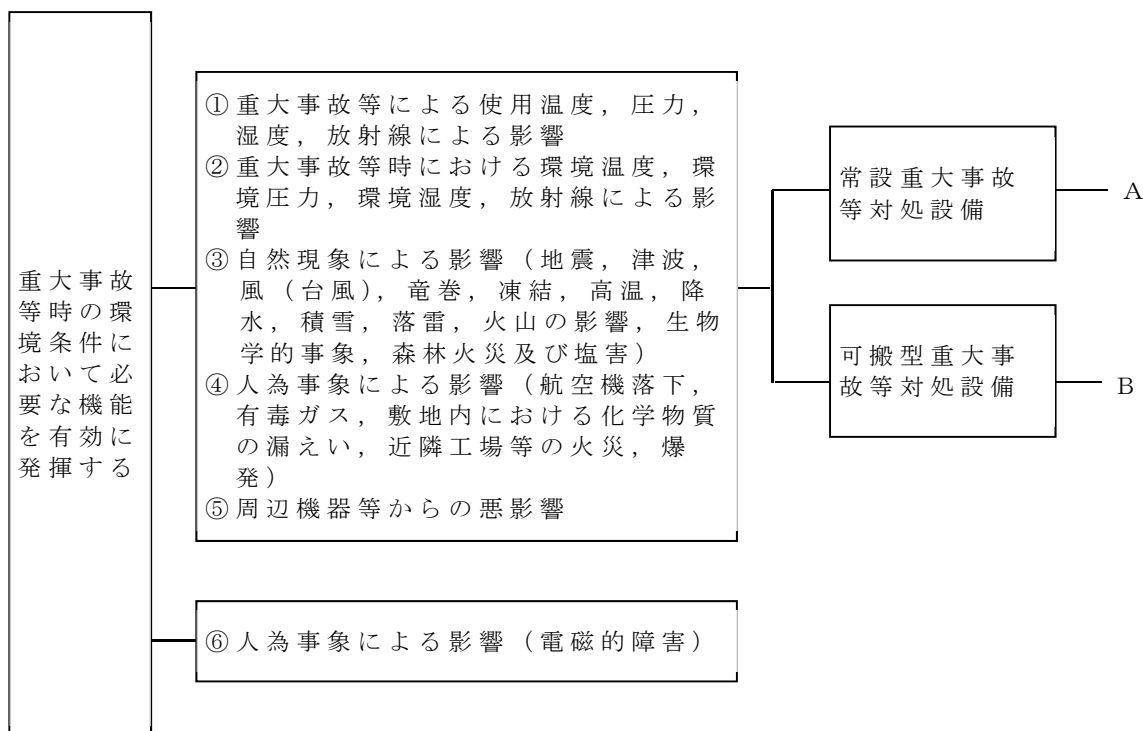 重大事故
等時の環
境条件に
おいて必
要な機能
を有効に
発揮する
①重大事故等による使用温度，圧力，
湿度，放射線による影響
②重大事故等時における環境温度，環
境圧力，環境湿度，放射線による影
響
③自然現象による影響（地震，津波，
風（台風），竜巻，凍結，高温，降
水，積雪，落雷，火山の影響，生物
学的事象，森林火災及び塩害）
④人為事象による影響（航空機落下，
有毒ガス，敷地内における化学物質
の漏えい，近隣工場等の火災，爆
発）
⑤周辺機器等からの悪影響
⑥人為事象による影響（電磁的障害）
常設重大事故
等対処設備
A
可搬型重大事
故等対処設備
B